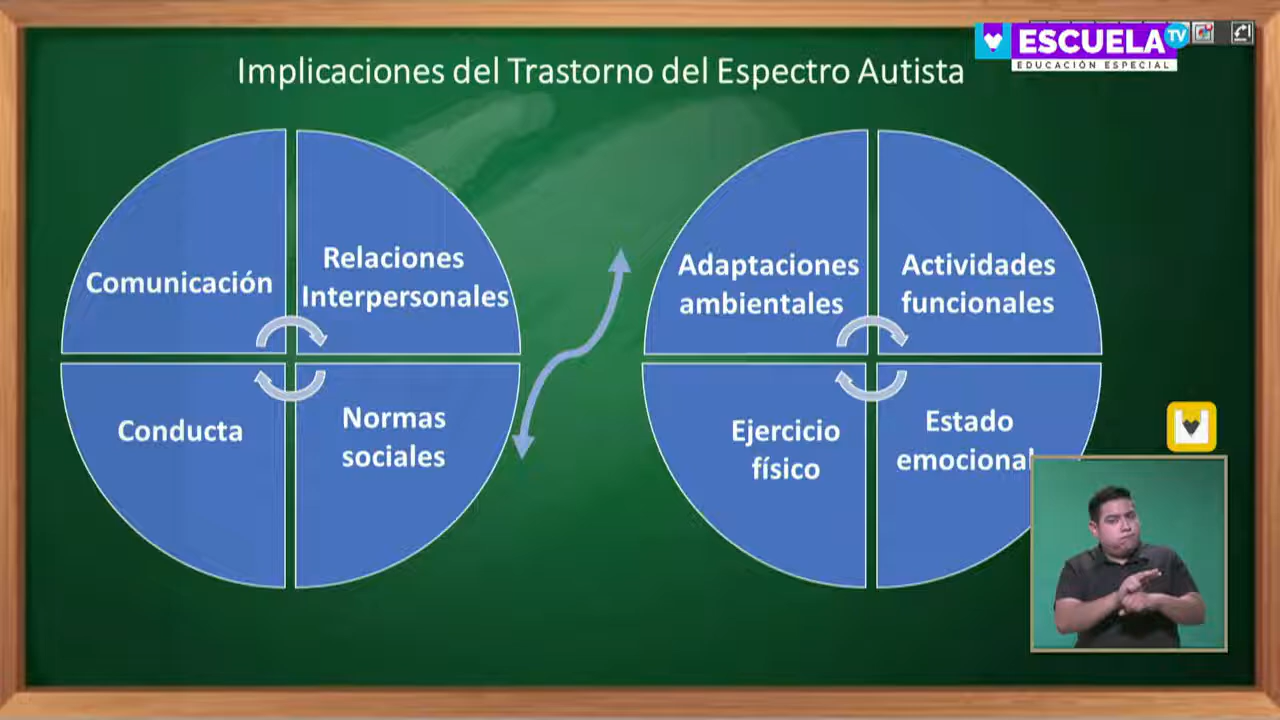 ESCUELA TV
EDUCACIÓN ESPECIAL
Implicaciones del Trastorno del Espectro Autista
Comunicación
Relaciones
Interpersonales
Conducta
Normas
sociales
Adaptaciones
ambientales
Actividades
funcionales
Ejercicio
físico
Estado
emocional